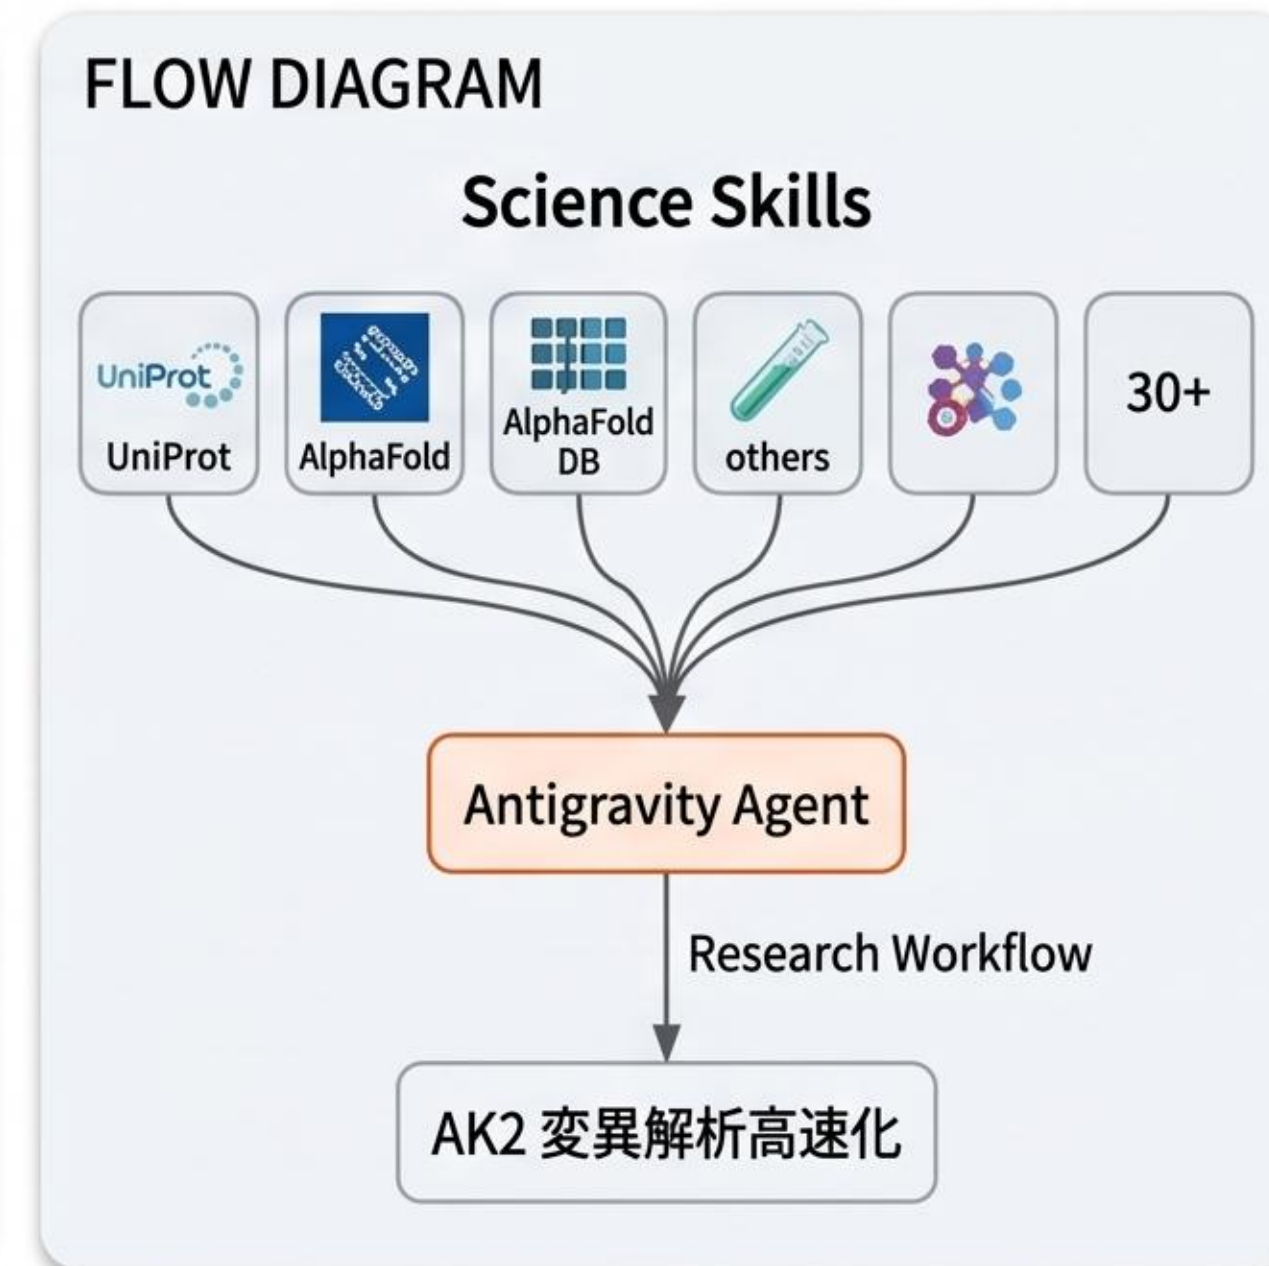 FLOW DIAGRAM
Science Skills
UniProt
UniProt
AlphaFold
AlphaFold
DB
others
30+
Antigravity Agent
Research Workflow
AK2 変異解析高速化